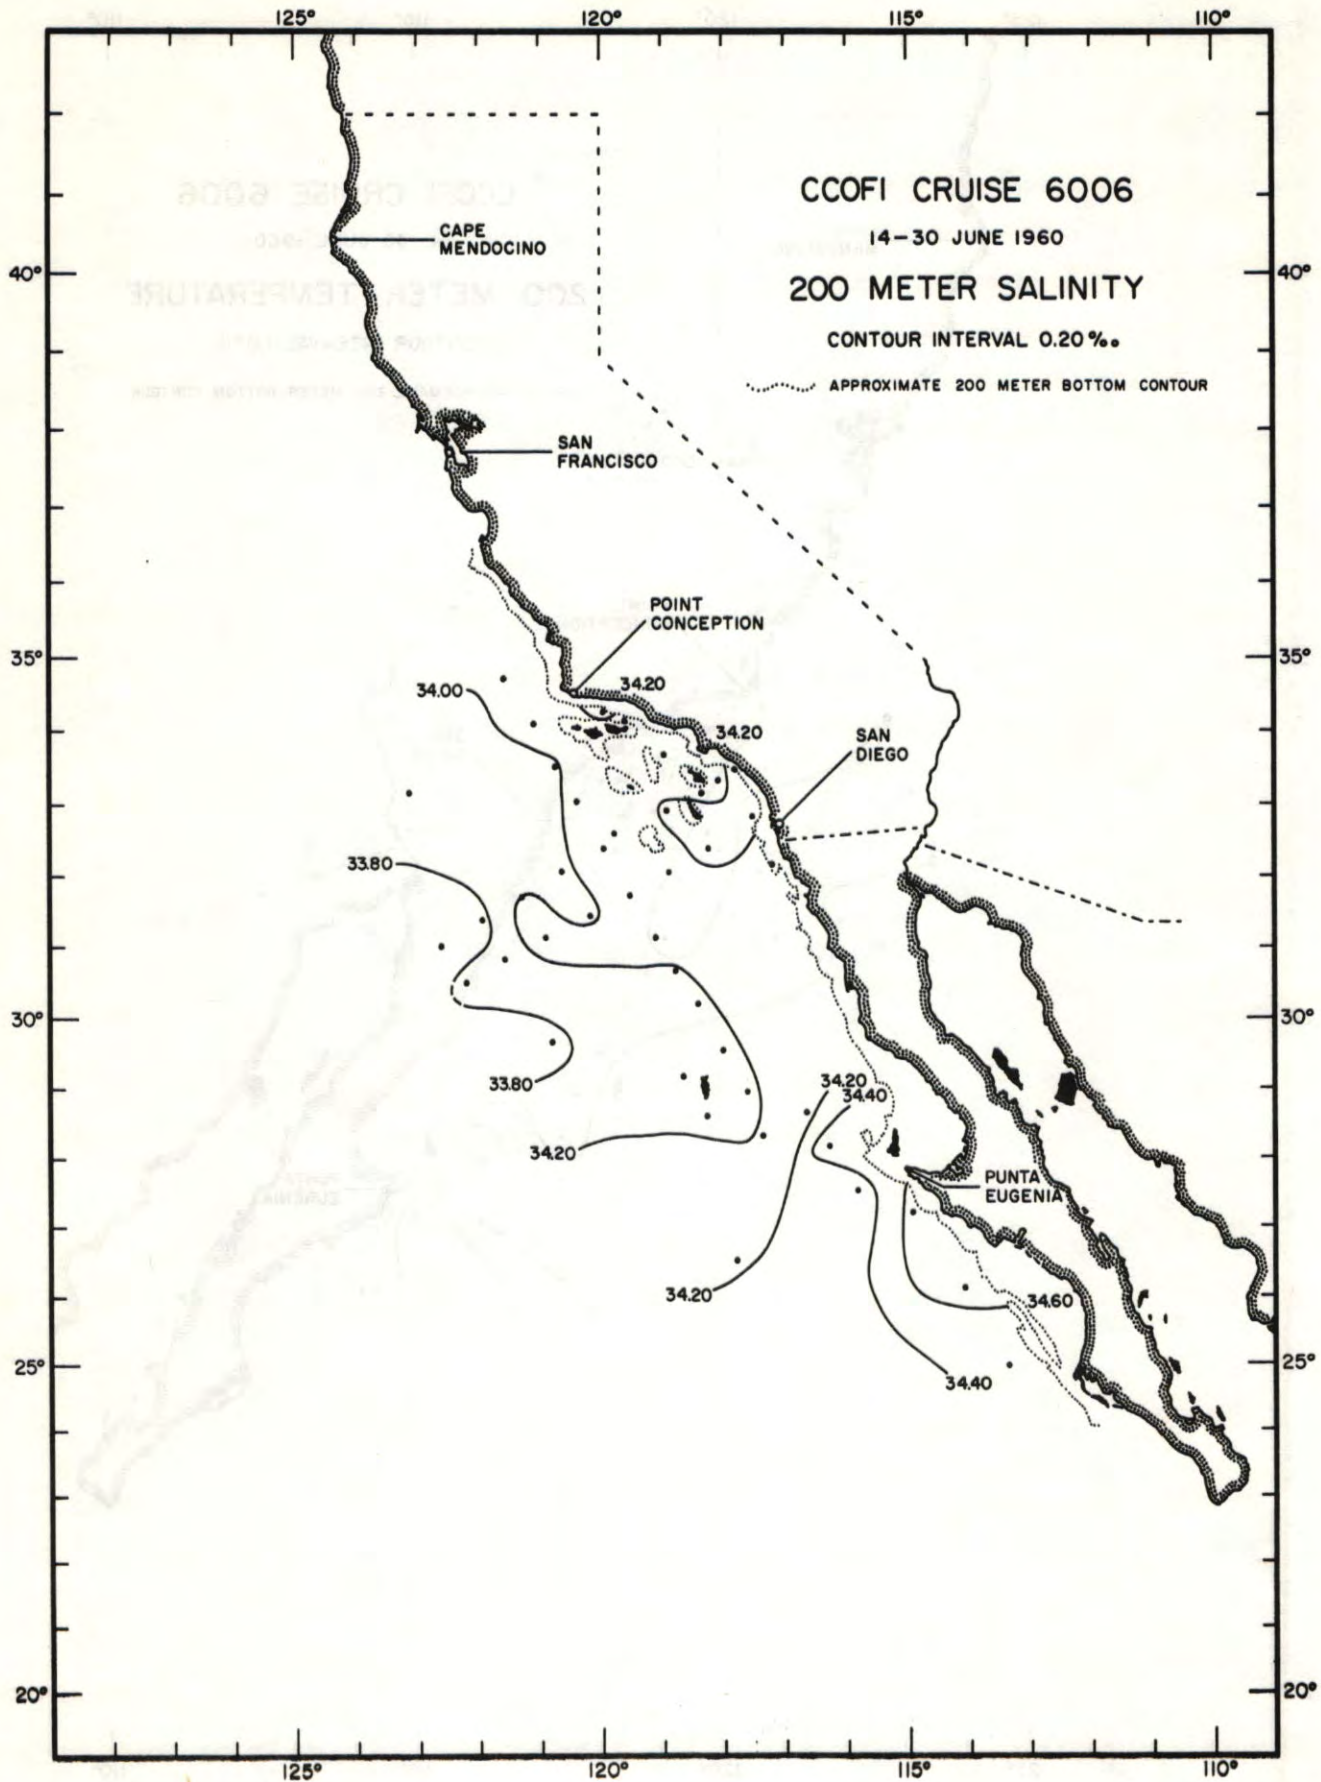 125° 120° 115° 110°
CCOFI CRUISE 6006
14-30 JUNE 1960
200 METER SALINITY
CONTOUR INTERVAL 0.20‰
APPROXIMATE 200 METER BOTTOM CONTOUR
CAPE
MENDOCINO
40° 40°
SAN
FRANCISCO
POINT
CONCEPTION
35° 35°
34.00
34.20
34.20
SAN
DIEGO
33.80
30° 30°
33.80
34.20
34.40
34.20
PUNTA
EUGENIA
34.20
34.60
25° 25°
34.40
20° 20°
125° 120° 115° 110°